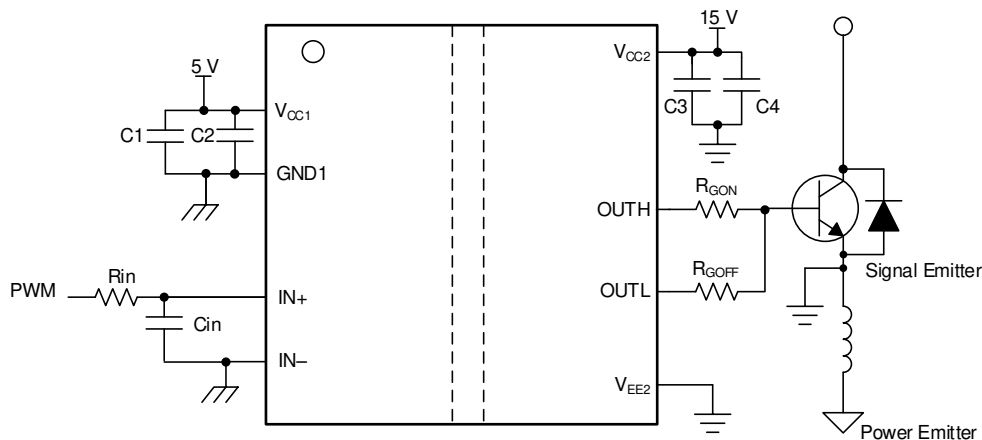 15 V
5 V
V_CC2
C3
C4
V_CC1
C1
C2
GND1
R_GON
OUTH
R_GOFF
Signal Emitter
PWM
Rin
IN+
OUTL
Cin
IN–
V_EE2
Power Emitter